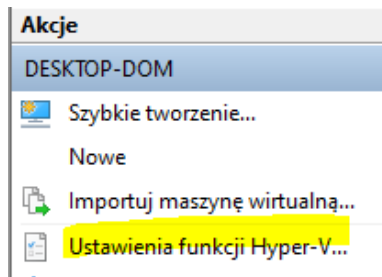 Akcje
DESKTOP-DOM
Szybkie tworzenie...
Nowe
Importuj maszynę wirtualną...
Ustawienia funkcji Hyper-V...